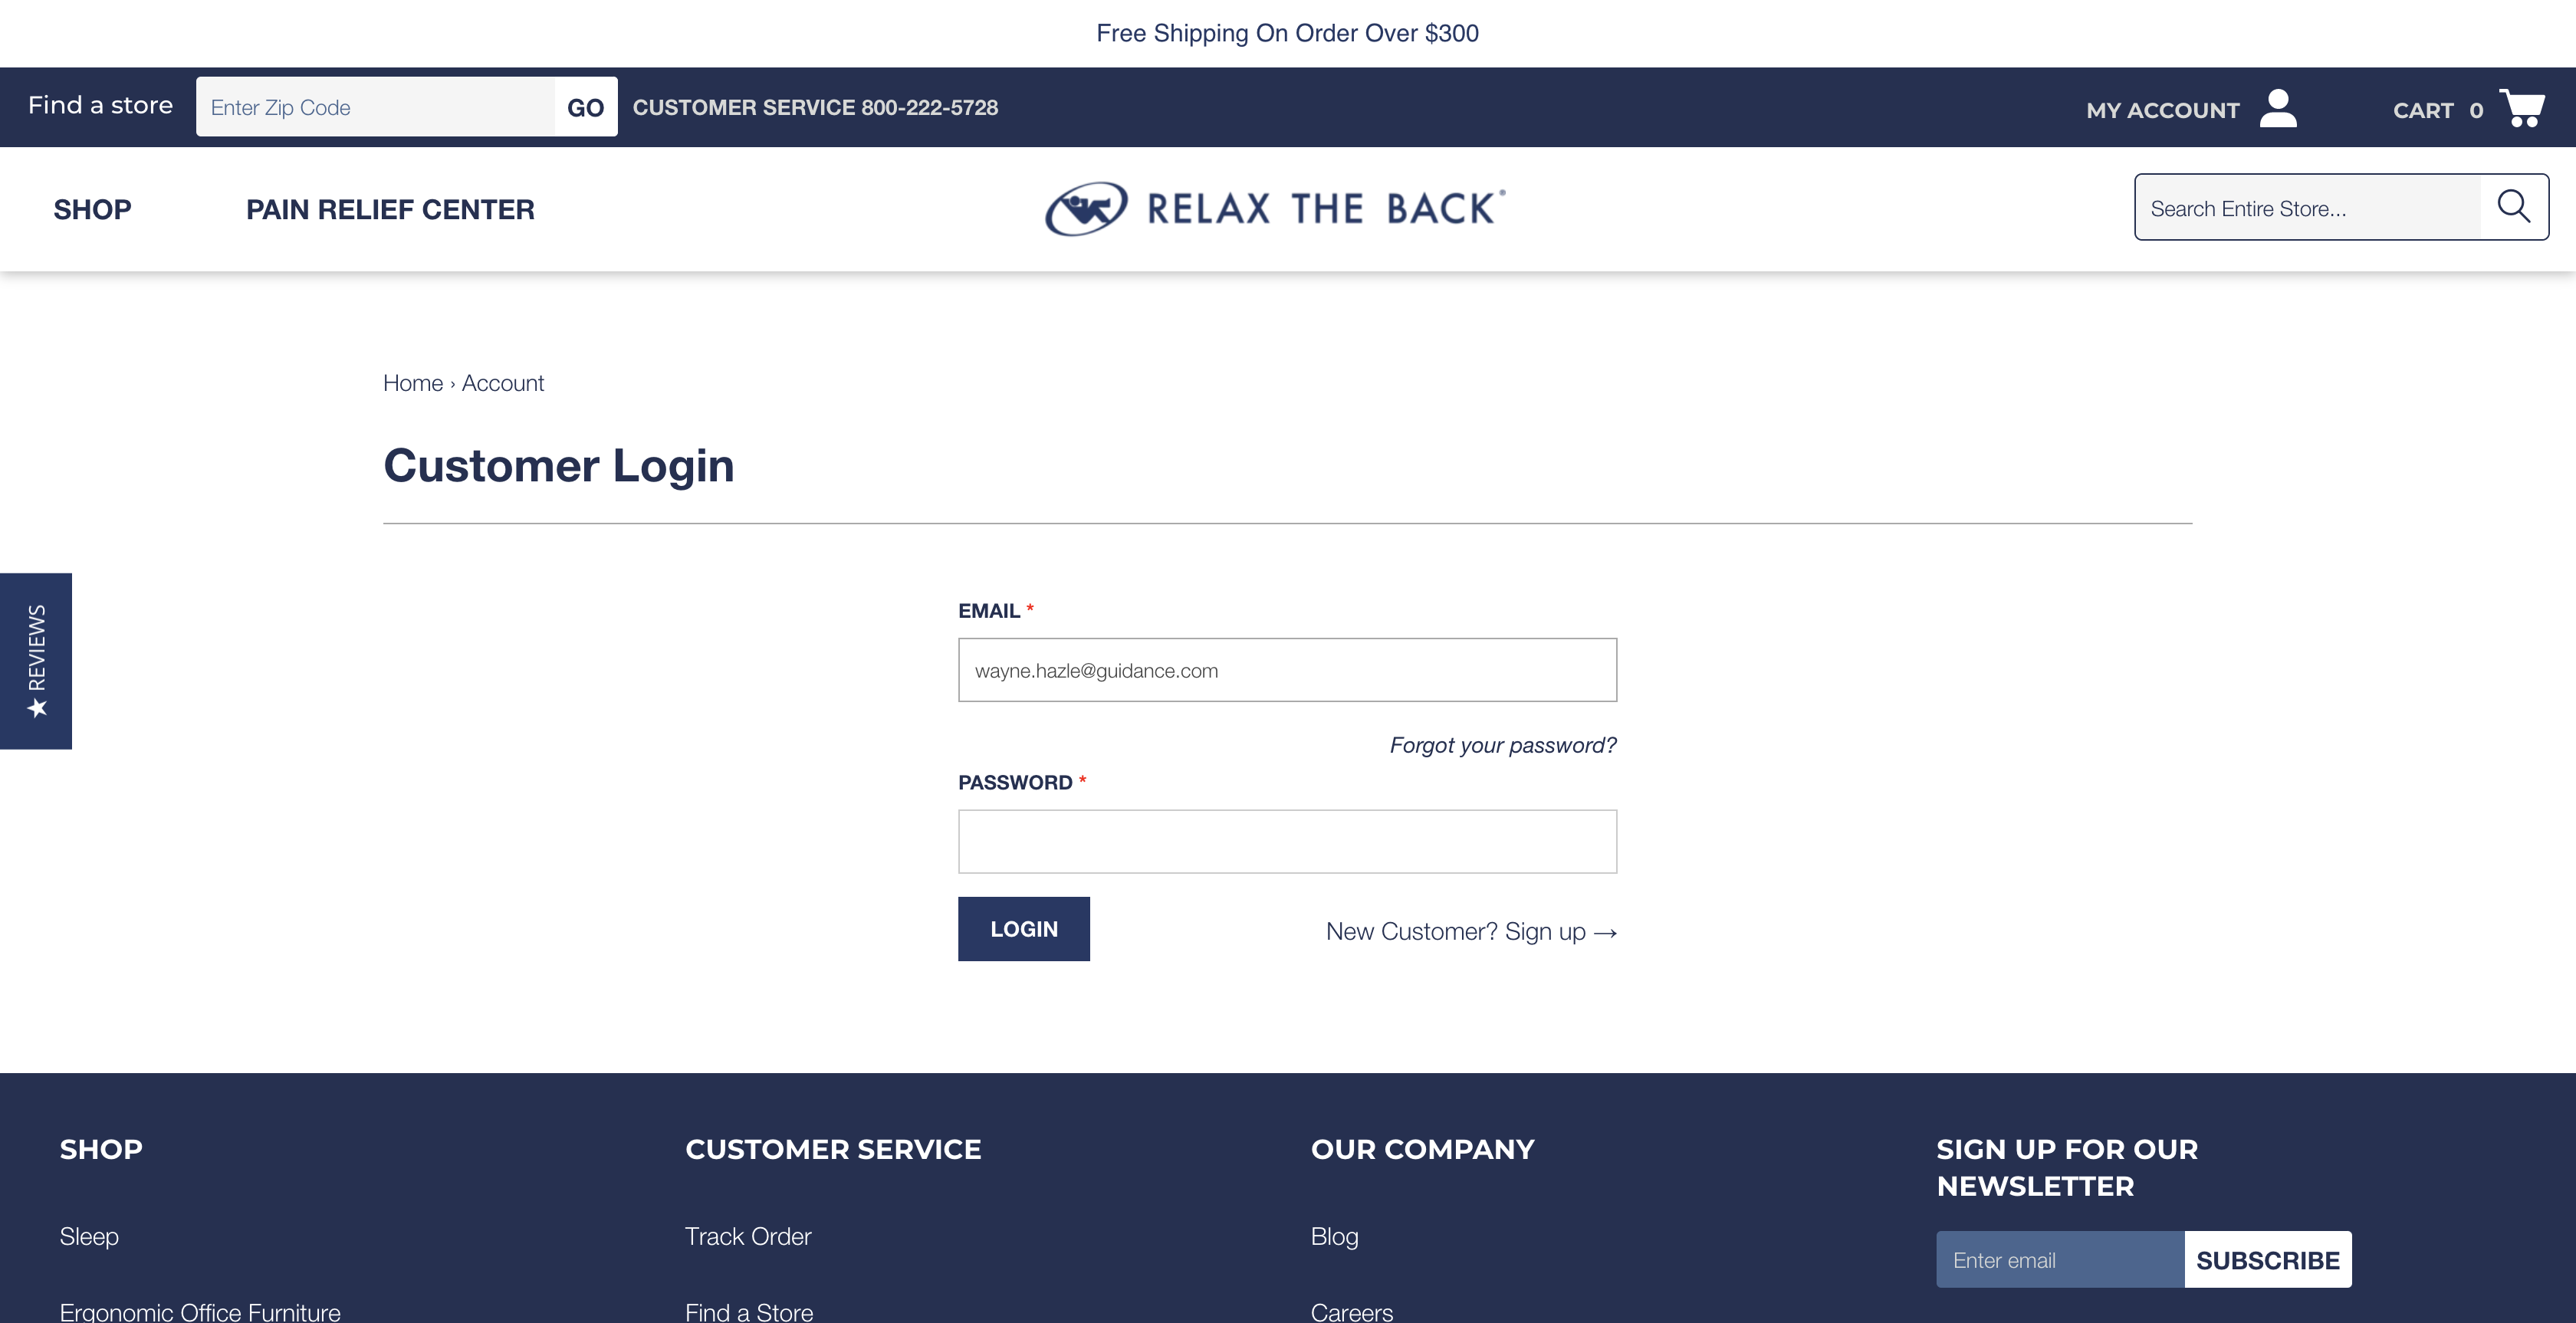 Free Shipping On Order Over $300
Find a store
Enter Zip Code
GO
CUSTOMER SERVICE 800-222-5728
MY ACCOUNT
CART 0
SHOP
PAIN RELIEF CENTER
RELAX THE BACK®
Search Entire Store...
Home › Account
Customer Login
★ REVIEWS
EMAIL *
wayne.hazle@guidance.com
Forgot your password?
PASSWORD *
LOGIN
New Customer? Sign up →
SHOP
Sleep
Ergonomic Office Furniture
CUSTOMER SERVICE
Track Order
Find a Store
OUR COMPANY
Blog
Careers
SIGN UP FOR OUR
NEWSLETTER
Enter email
SUBSCRIBE